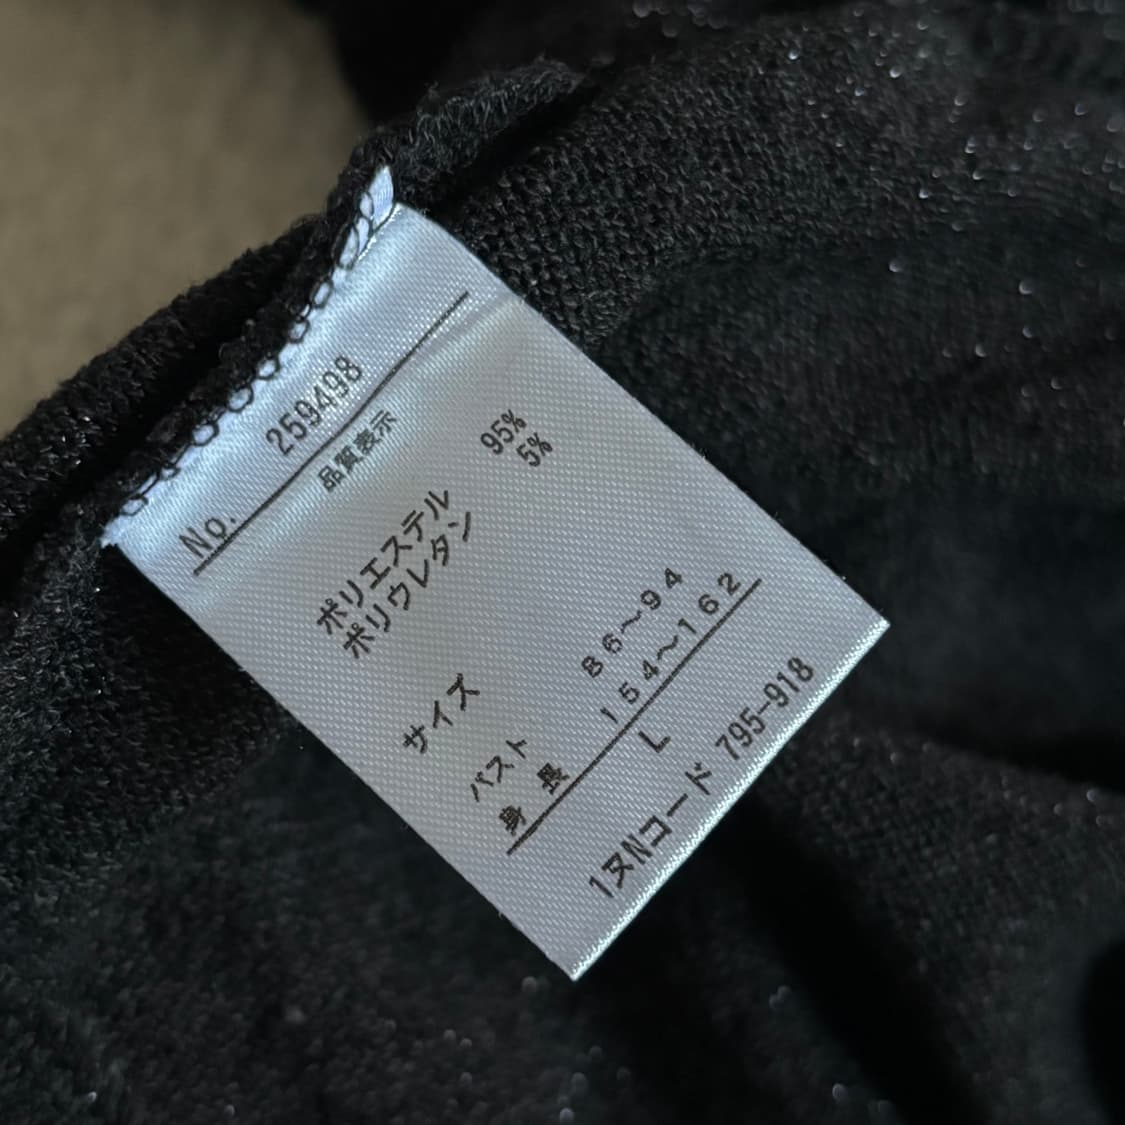 No. 259498
品質表示
ポリエステル 95%
ポリウレタン 5%
サイズ
バスト 86～94
身長 154～162
L
1ヌNコード 795-918